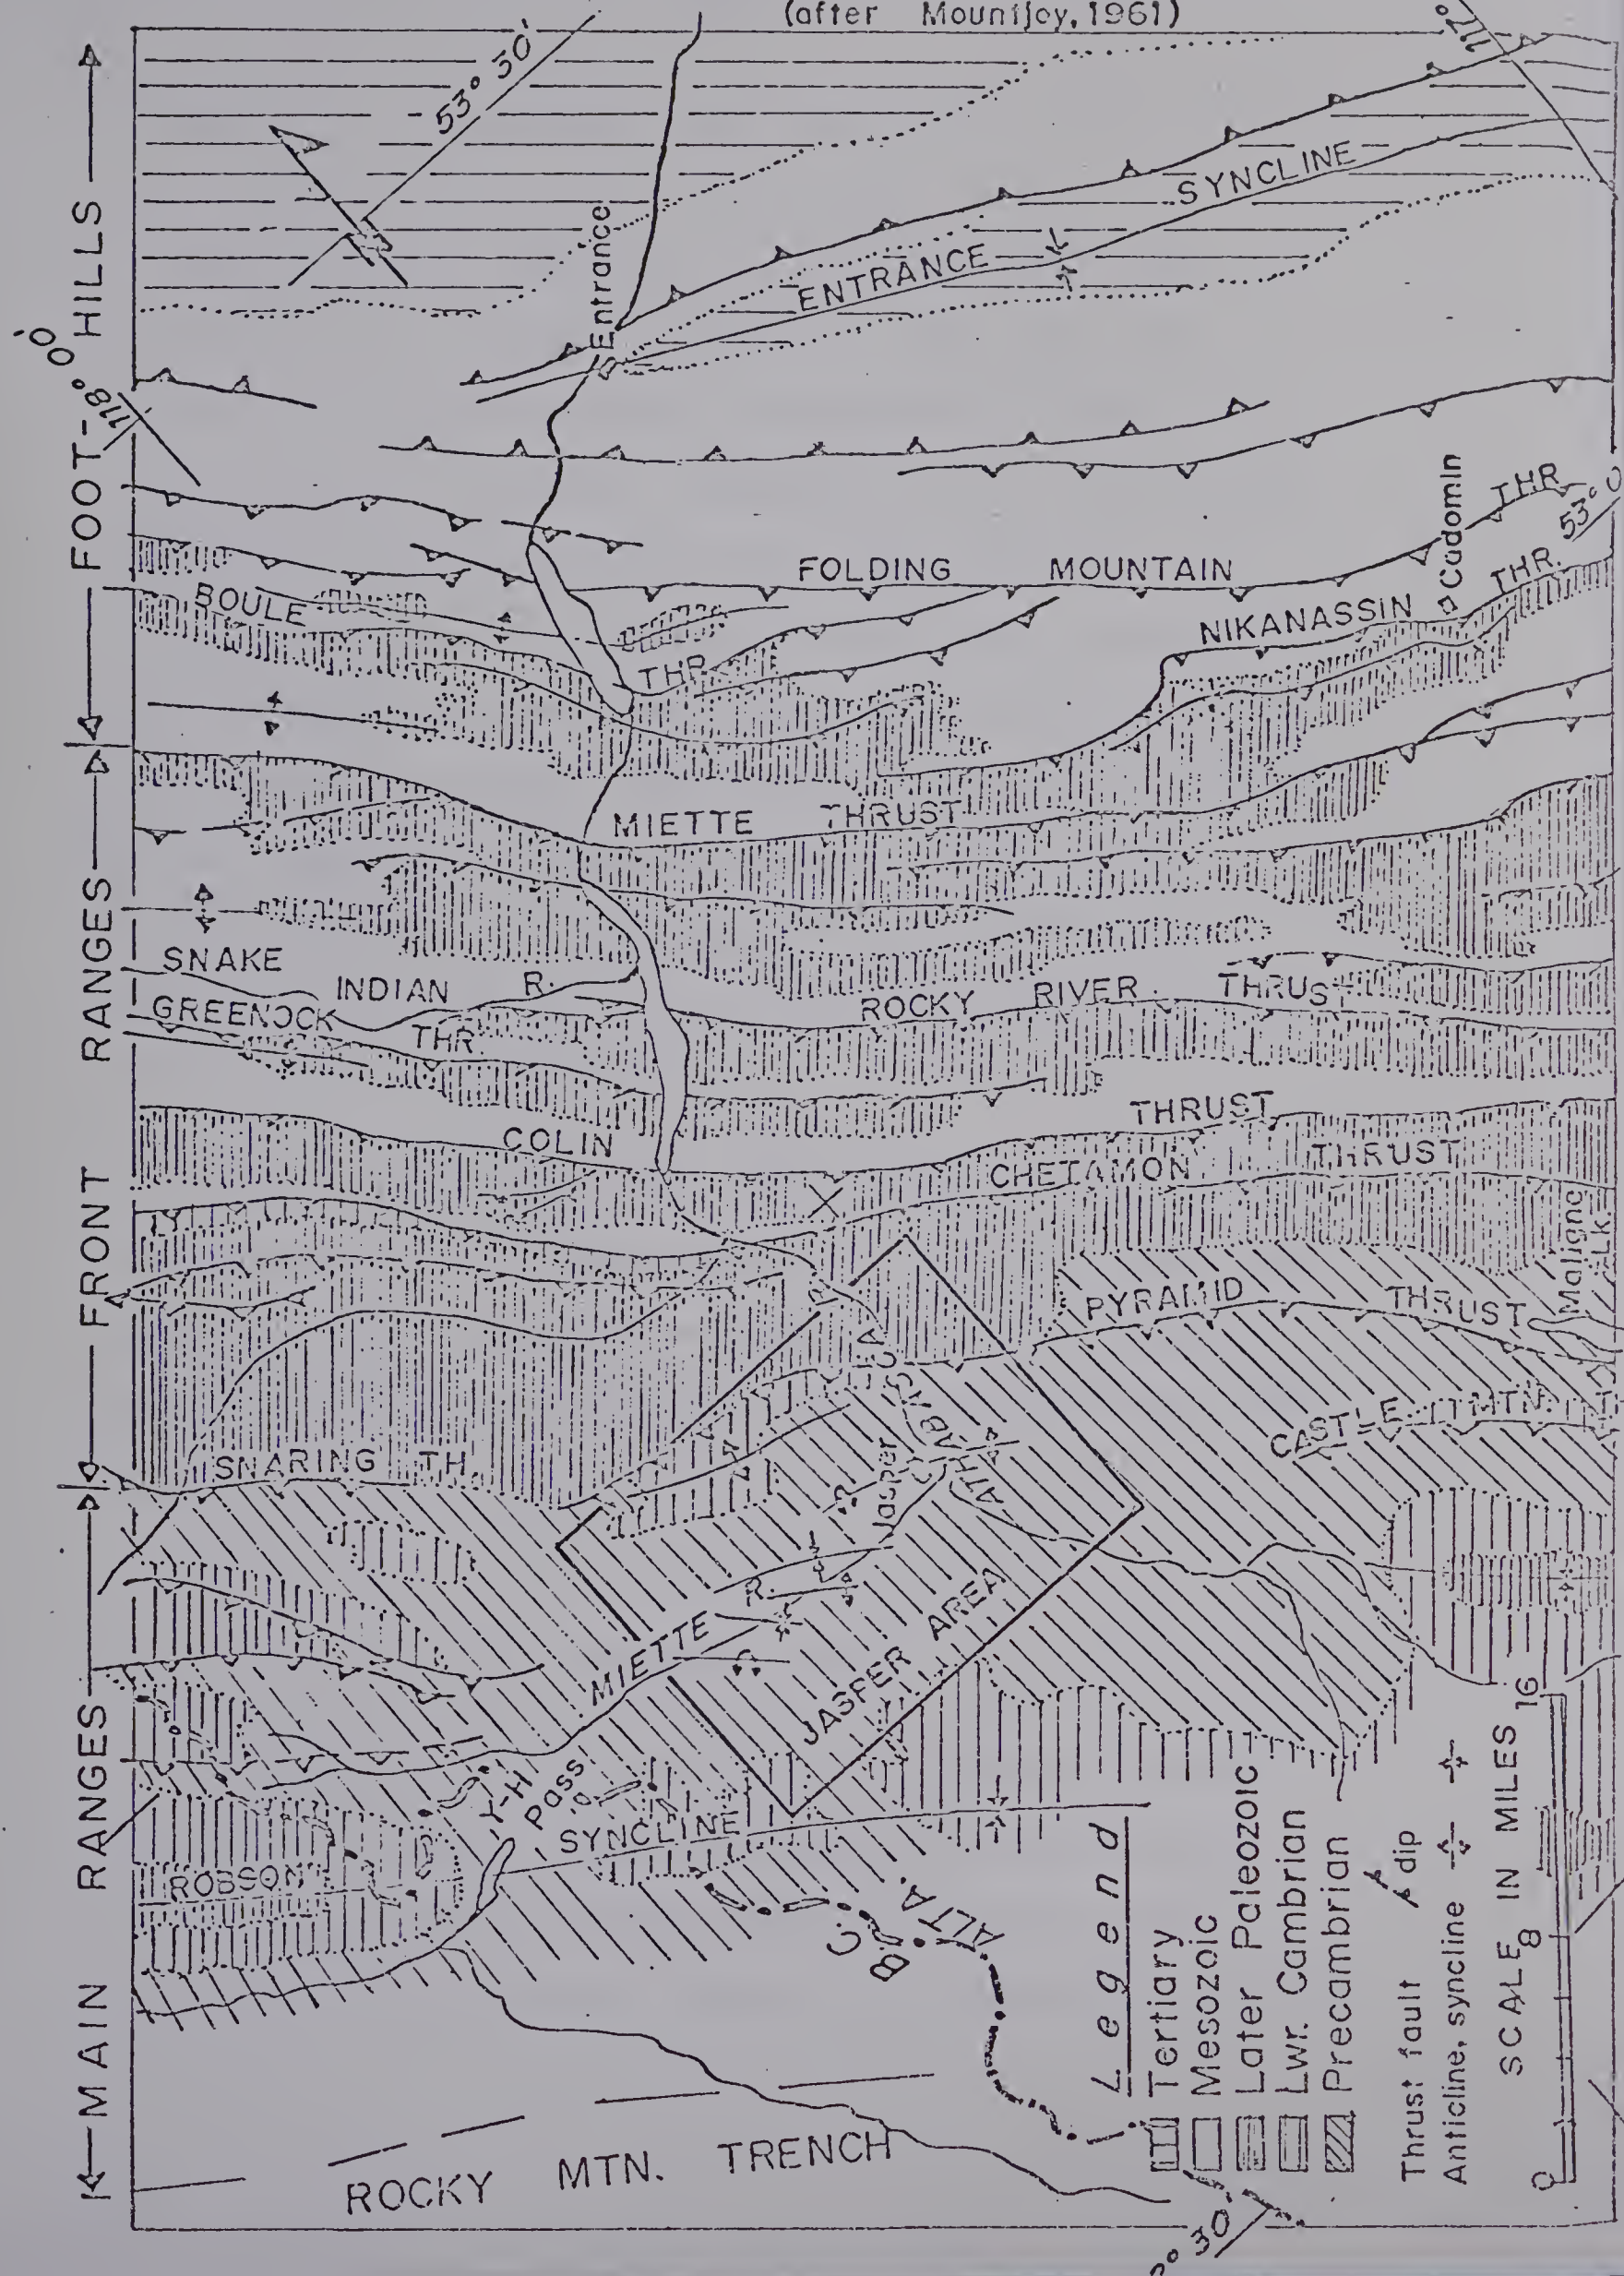 (after Mountjoy, 1961)
FOOT-HILLS
FRONT RANGES
MAIN RANGES
53° 30'
117°
118° 00'
53° 0
Entrance
ENTRANCE SYNCLINE
FOLDING MOUNTAIN THR.
Cadomin
BOULE THR.
NIKANASSIN THR.
MIETTE THRUST
SNAKE INDIAN R.
GREENOCK THR.
ROCKY RIVER THRUST
COLIN THRUST
CHETAMON THRUST
Maligne Lk.
PYRAMID THRUST
CASTLE MTN. T.
SNARING TH.
Jasper
ATHABASCA
MIETTE R.
JASPER AREA
Y-H Pass
ROBSON SYNCLINE
B.C.
ALTA.
ROCKY MTN. TRENCH
° 30'
Legend
Tertiary
Mesozoic
Later Paleozoic
Lwr. Cambrian
Precambrian
Thrust fault dip
Anticline, syncline
SCALE IN MILES
0 8 16